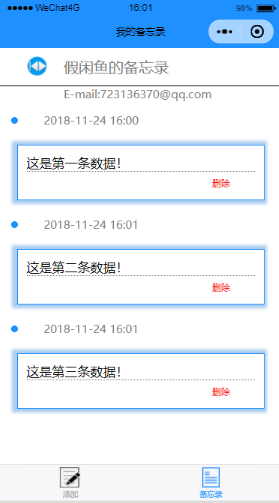 WeChat4G
16:01
98%
我的备忘录
假闲鱼的备忘录
E-mail:723136370@qq.com
2018-11-24 16:00
这是第一条数据!
删除
2018-11-24 16:01
这是第二条数据!
删除
2018-11-24 16:01
这是第三条数据!
删除
添加
备忘录